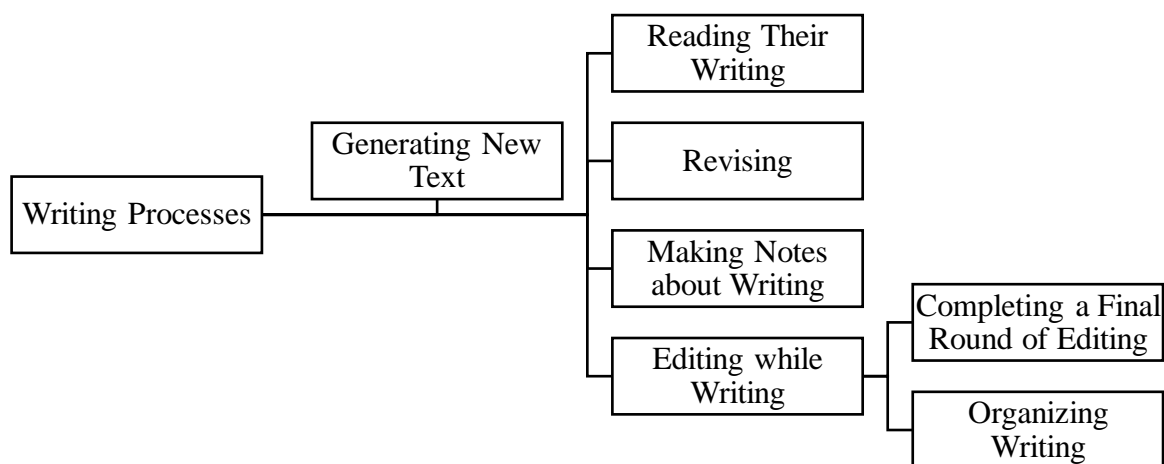 Reading Their
Writing
Generating New
Text
Revising
Writing Processes
Making Notes
about Writing
Completing a Final
Round of Editing
Editing while
Writing
Organizing
Writing